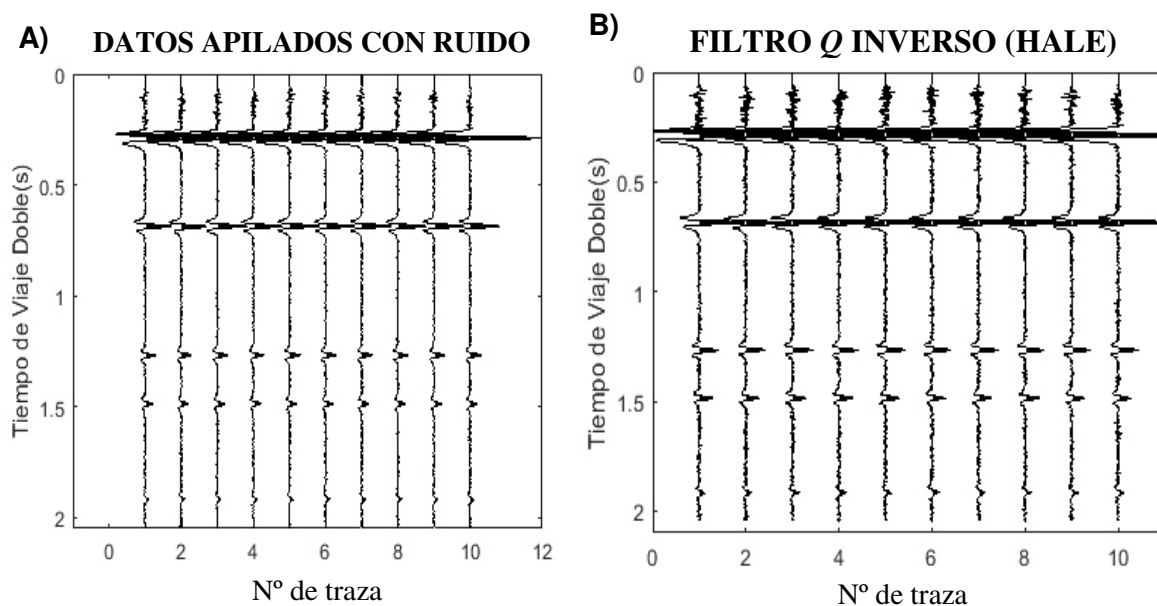 A) DATOS APILADOS CON RUIDO
0
0.5
1
1.5
2
Tiempo de Viaje Doble(s)
0 2 4 6 8 10 12
Nº de traza
B) FILTRO Q INVERSO (HALE)
0
0.5
1
1.5
2
Tiempo de Viaje Doble(s)
0 2 4 6 8 10
Nº de traza